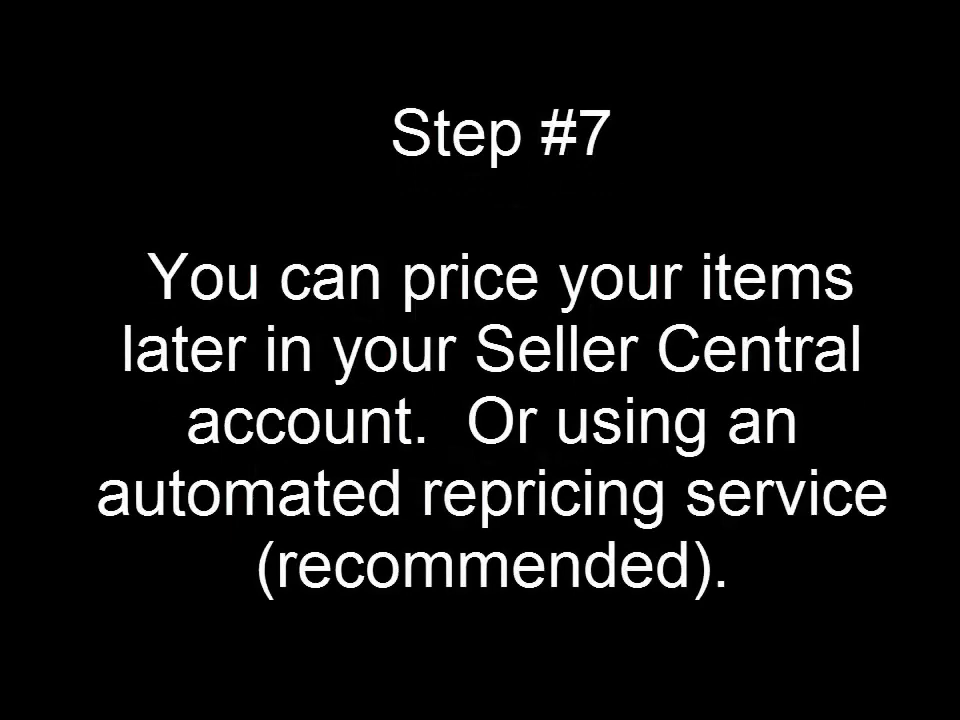 Step #7
You can price your items
later in your Seller Central
account.  Or using an
automated repricing service
(recommended).